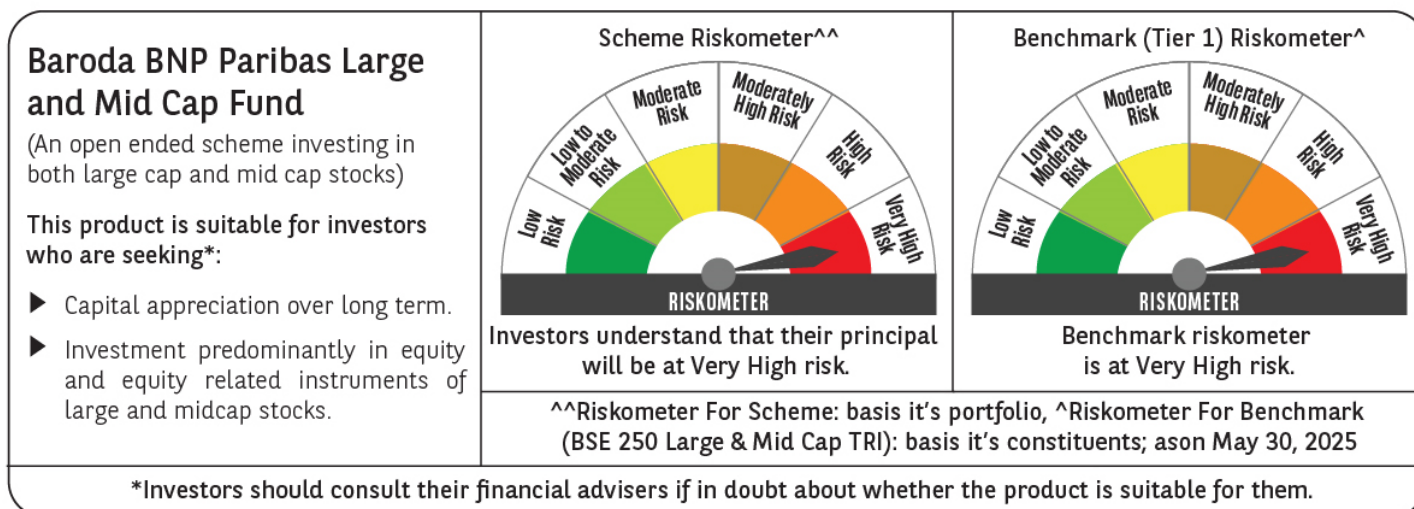 Baroda BNP Paribas Large
and Mid Cap Fund
(An open ended scheme investing in
both large cap and mid cap stocks)
This product is suitable for investors
who are seeking*:
▶ Capital appreciation over long term.
▶ Investment predominantly in equity
and equity related instruments of
large and midcap stocks.
Scheme Riskometer^^
Low
Risk
Low to
Moderate
Risk
Moderate
Risk
Moderately
High Risk
High
Risk
Very High
Risk
RISKOMETER
Investors understand that their principal
will be at Very High risk.
Benchmark (Tier 1) Riskometer^
Low
Risk
Low to
Moderate
Risk
Moderate
Risk
Moderately
High Risk
High
Risk
Very High
Risk
RISKOMETER
Benchmark riskometer
is at Very High risk.
^^Riskometer For Scheme: basis it’s portfolio, ^Riskometer For Benchmark
(BSE 250 Large & Mid Cap TRI): basis it’s constituents; ason May 30, 2025
*Investors should consult their financial advisers if in doubt about whether the product is suitable for them.